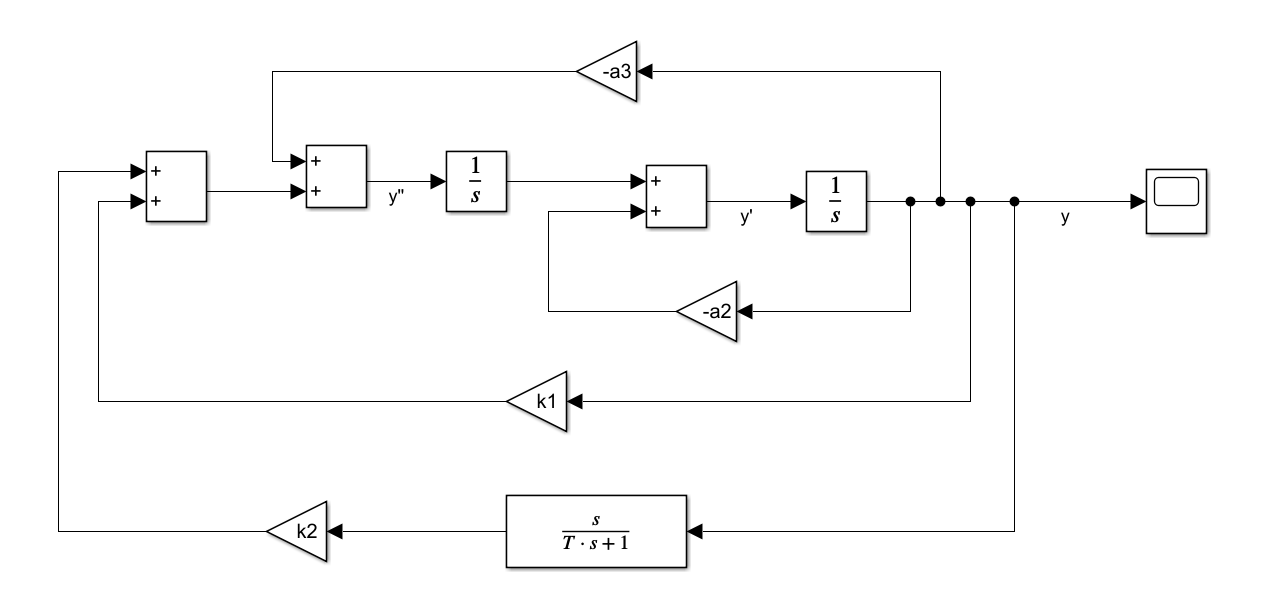 -a3
+
+
+
+
y"
1
s
+
+
y'
1
s
y
-a2
k1
k2
s
T · s + 1